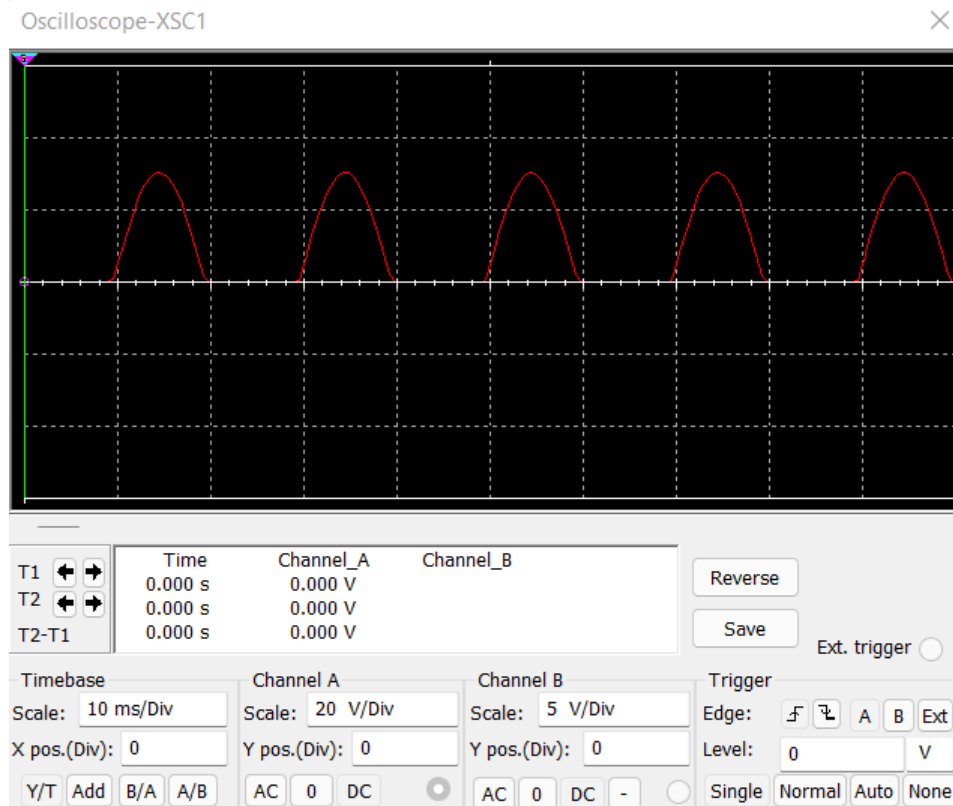 Oscilloscope-XSC1
Time Channel_A Channel_B
T1 0.000 s 0.000 V
T2 0.000 s 0.000 V
T2-T1 0.000 s 0.000 V
Reverse
Save
Ext. trigger
Timebase
Scale: 10 ms/Div
X pos.(Div): 0
Y/T Add B/A A/B
Channel A
Scale: 20 V/Div
Y pos.(Div): 0
AC 0 DC
Channel B
Scale: 5 V/Div
Y pos.(Div): 0
AC 0 DC -
Trigger
Edge: A B Ext
Level: 0 V
Single Normal Auto None